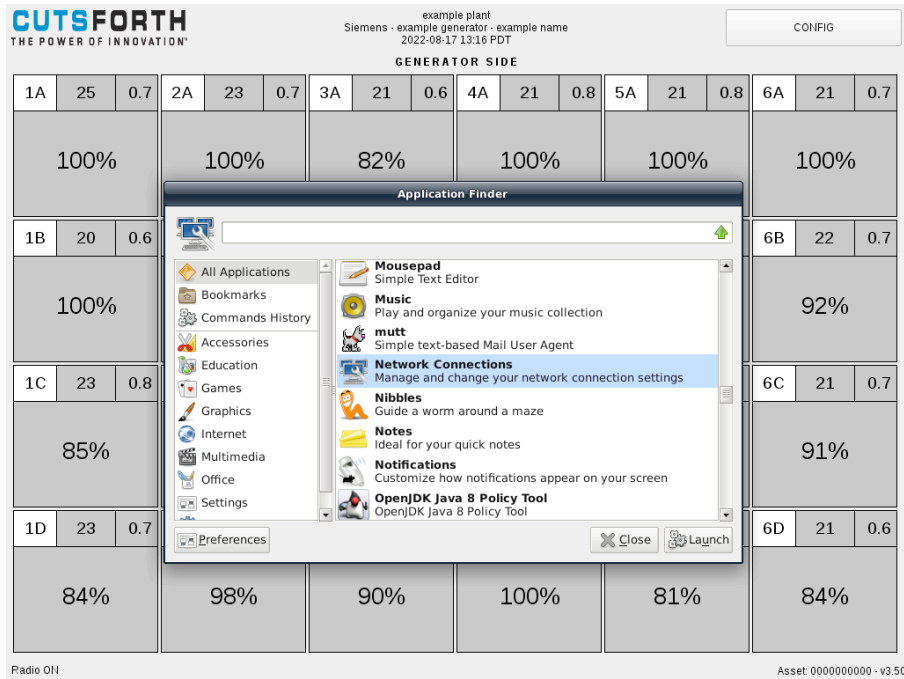 CUTSFORTH
THE POWER OF INNOVATION"
example plant
Siemens - example generator - example name
2022-08-17 13:16 PDT
CONFIG
GENERATOR SIDE
1A 25 0.7 2A 23 0.7 3A 21 0.6 4A 21 0.8 5A 21 0.8 6A 21 0.7
100% 100% 82% 100% 100% 100%
Application Finder
1B 20 0.6
100%
1C 23 0.8
85%
1D 23 0.7
All Applications
Bookmarks
Commands History
Accessories
Education
Games
Graphics
Internet
Multimedia
Office
Settings
Mousepad
Simple Text Editor
Music
Play and organize your music collection
mutt
Simple text-based Mail User Agent
Network Connections
Manage and change your network connection settings
Nibbles
Guide a worm around a maze
Notes
Ideal for your quick notes
Notifications
Customize how notifications appear on your screen
OpenJDK Java 8 Policy Tool
OpenJDK Java 8 Policy Tool
Preferences
Close
Launch
6B 22 0.7
92%
6C 21 0.7
91%
6D 21 0.6
84% 98% 90% 100% 81% 84%
Radio ON
Asset: 0000000000 - v3.50